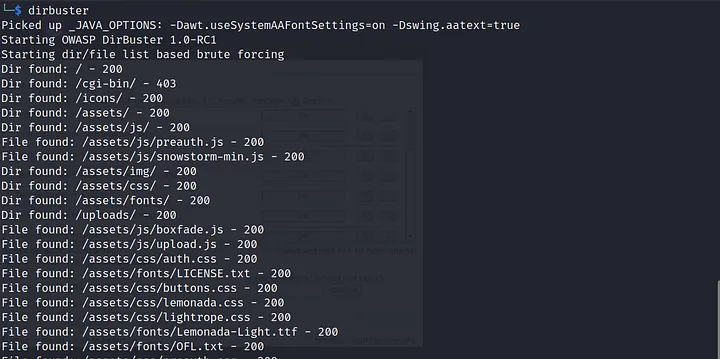 └─$ dirbuster
Picked up _JAVA_OPTIONS: -Dawt.useSystemAAFontSettings=on -Dswing.aatext=true
Starting OWASP DirBuster 1.0-RC1
Starting dir/file list based brute forcing
Dir found: / - 200
Dir found: /cgi-bin/ - 403
Dir found: /icons/ - 200
Dir found: /assets/ - 200
Dir found: /assets/js/ - 200
File found: /assets/js/preauth.js - 200
File found: /assets/js/snowstorm-min.js - 200
Dir found: /assets/img/ - 200
Dir found: /assets/css/ - 200
Dir found: /assets/fonts/ - 200
Dir found: /uploads/ - 200
File found: /assets/js/boxfade.js - 200
File found: /assets/js/upload.js - 200
File found: /assets/css/auth.css - 200
File found: /assets/fonts/LICENSE.txt - 200
File found: /assets/css/buttons.css - 200
File found: /assets/css/lemonada.css - 200
File found: /assets/css/lightrope.css - 200
File found: /assets/fonts/Lemonada-Light.ttf - 200
File found: /assets/fonts/OFL.txt - 200
File found: /assets/css/preauth.css - 200